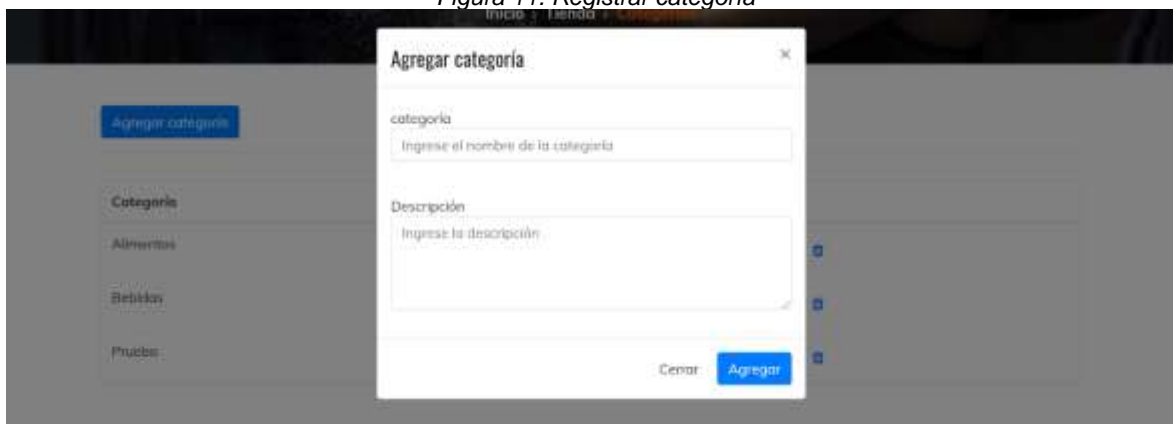 Figura 11. Registrar categoría
Inicio Tienda
Agregar categoría ×
Agregar categoría
categoría
Ingrese el nombre de la categoría
Categoría
Descripción
Ingrese la descripción
Alimentos
Bebidas
Prueba
Cerrar Agregar